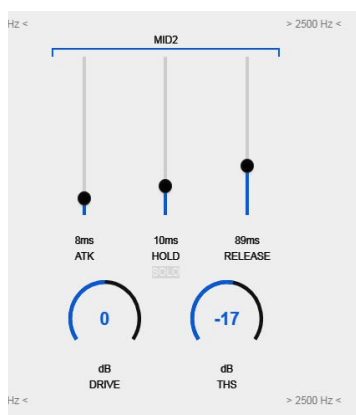 Hz <
> 2500 Hz <
MID2
8ms
10ms
89ms
ATK
HOLD
RELEASE
SOLO
0
-17
dB
dB
DRIVE
THS
Hz <
> 2500 Hz <